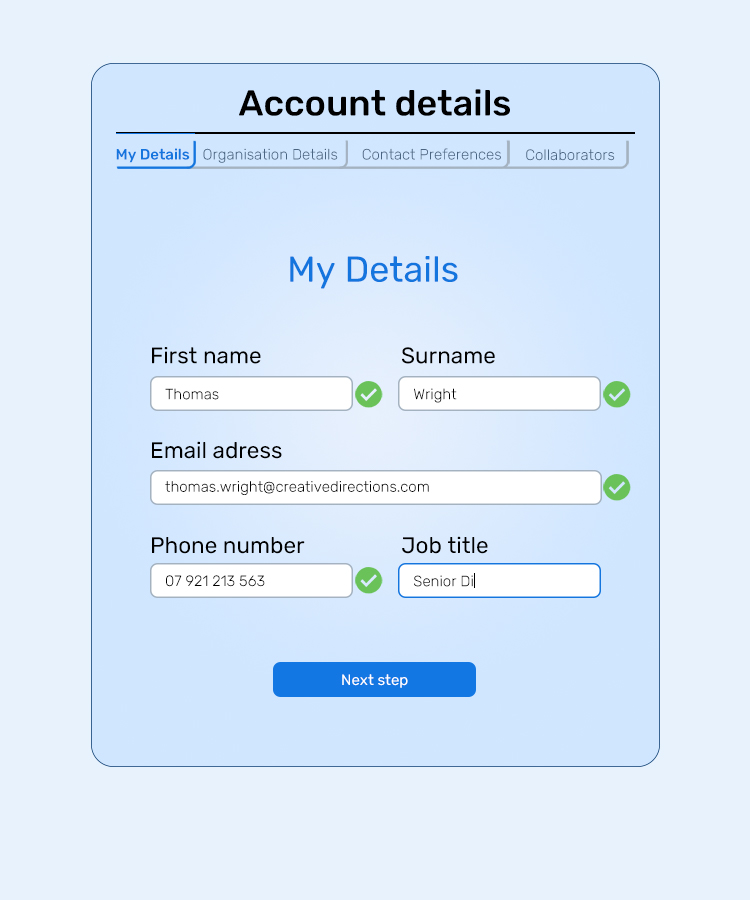 Account details
My Details Organisation Details Contact Preferences Collaborators
My Details
First name Surname
Thomas Wright
Email adress
thomas.wright@creativedirections.com
Phone number Job title
07 921 213 563 Senior Di
Next step